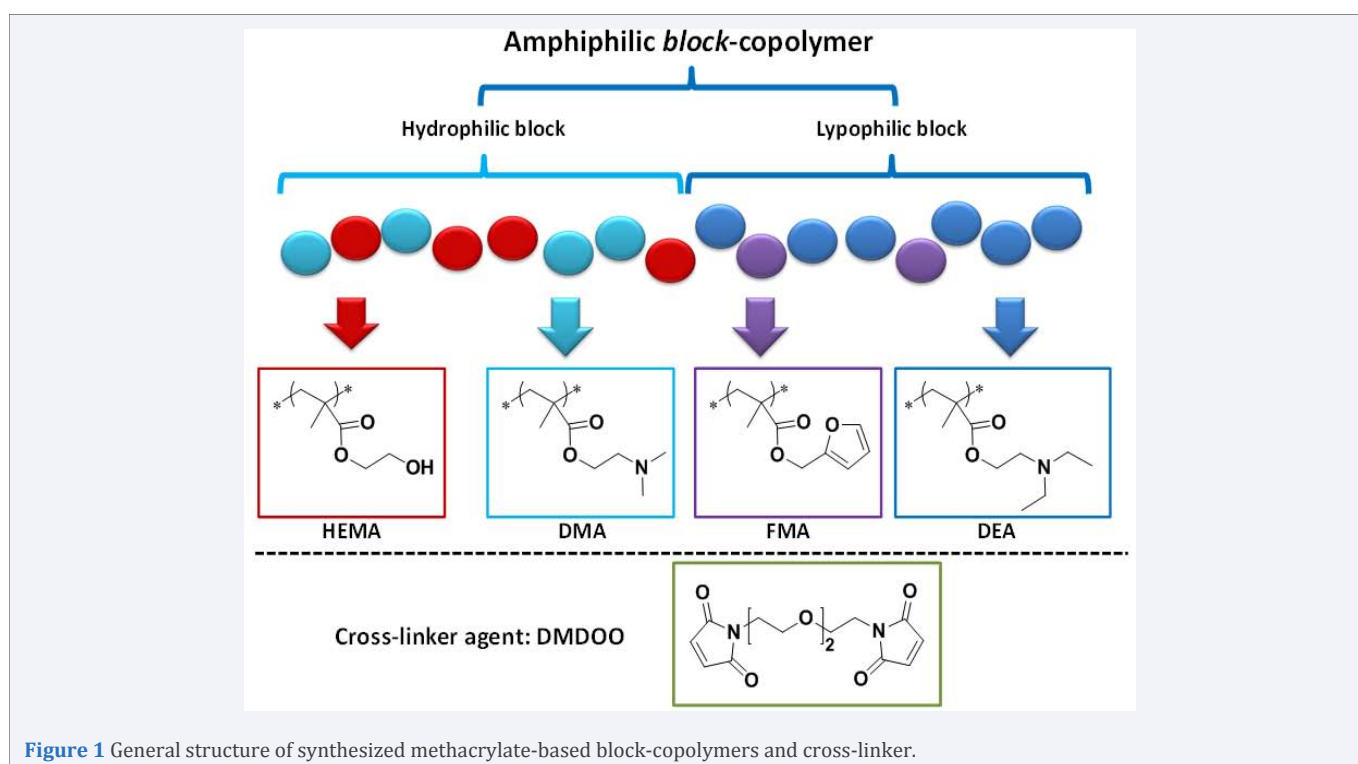 Amphiphilic block-copolymer
Hydrophilic block
Lypophilic block
* ( ) *
O
O
OH
* ( ) *
O
O
N
* ( ) *
O
O
O
* ( ) *
O
O
N
HEMA
DMA
FMA
DEA
Cross-linker agent: DMDOO
O
O
N
[ O ] 2
N
O
O
Figure 1 General structure of synthesized methacrylate-based block-copolymers and cross-linker.